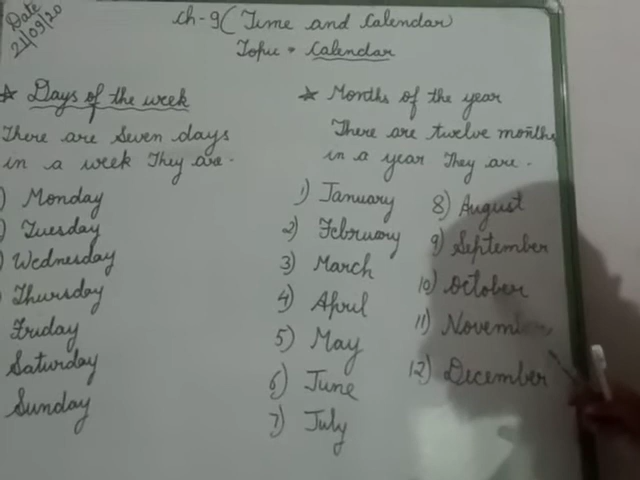 Date
21/09/20
Ch-9 (Time and Calendar)
Topic - Calendar
* Days of the week
There are Seven days
in a week They are -
) Monday
) Tuesday
) Wednesday
) Thursday
Friday
Saturday
Sunday
* Months of the year
There are twelve months
in a year They are -
1) January
2) February
3) March
4) April
5) May
6) June
7) July
8) August
9) September
10) October
11) November
12) December